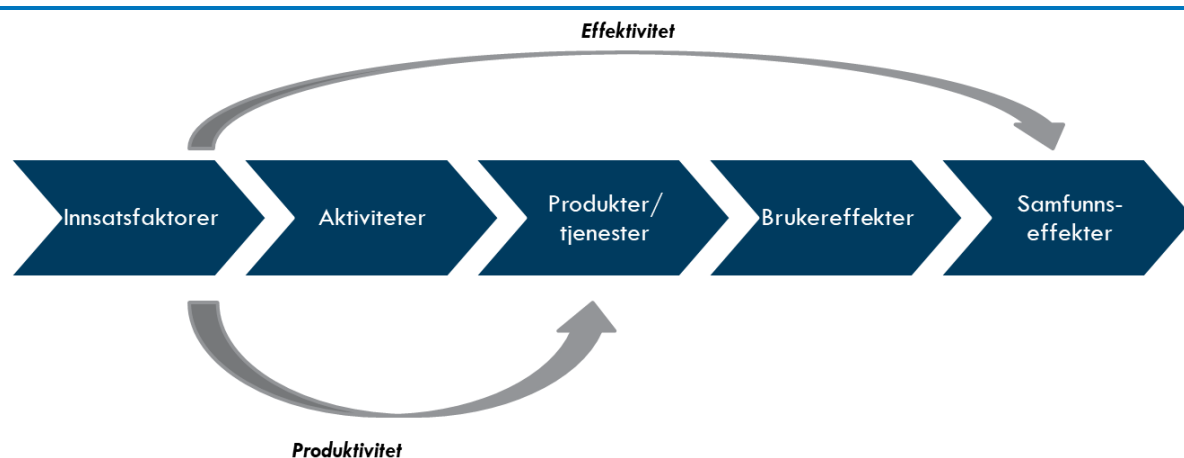 Effektivitet
Innsatsfaktorer
Aktiviteter
Produkter/
tjenester
Brukereffekter
Samfunns-
effekter
Produktivitet